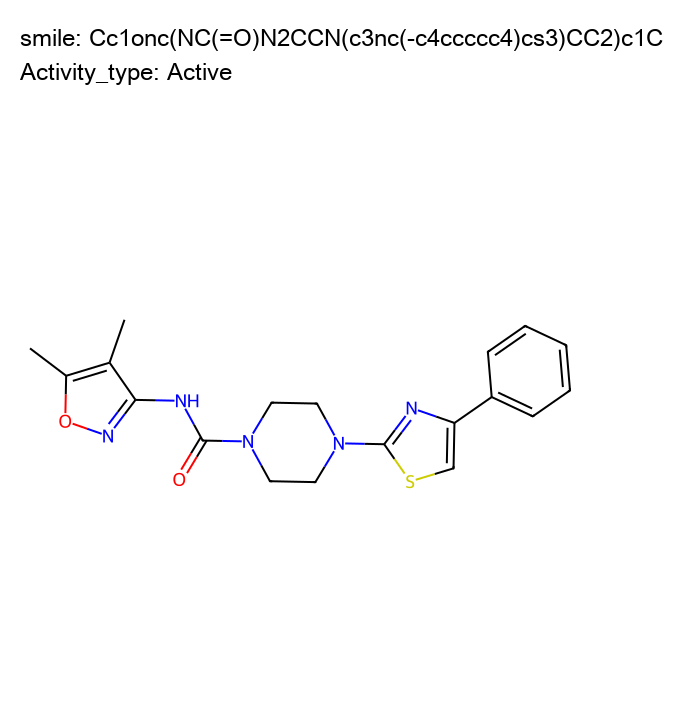 smile: Cc1onc(NC(=O)N2CCN(c3nc(-c4ccccc4)cs3)CC2)c1C
Activity_type: Active
NH
N
N
O
N
N
O
S